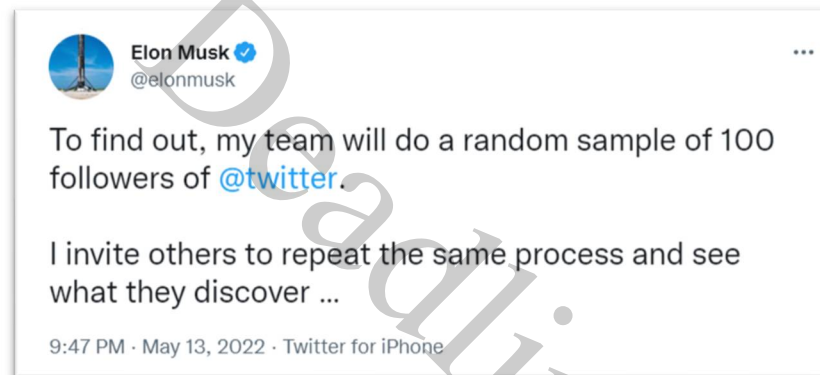 Elon Musk
@elonmusk
To find out, my team will do a random sample of 100
followers of @twitter.
I invite others to repeat the same process and see
what they discover ...
9:47 PM · May 13, 2022 · Twitter for iPhone
Deadli